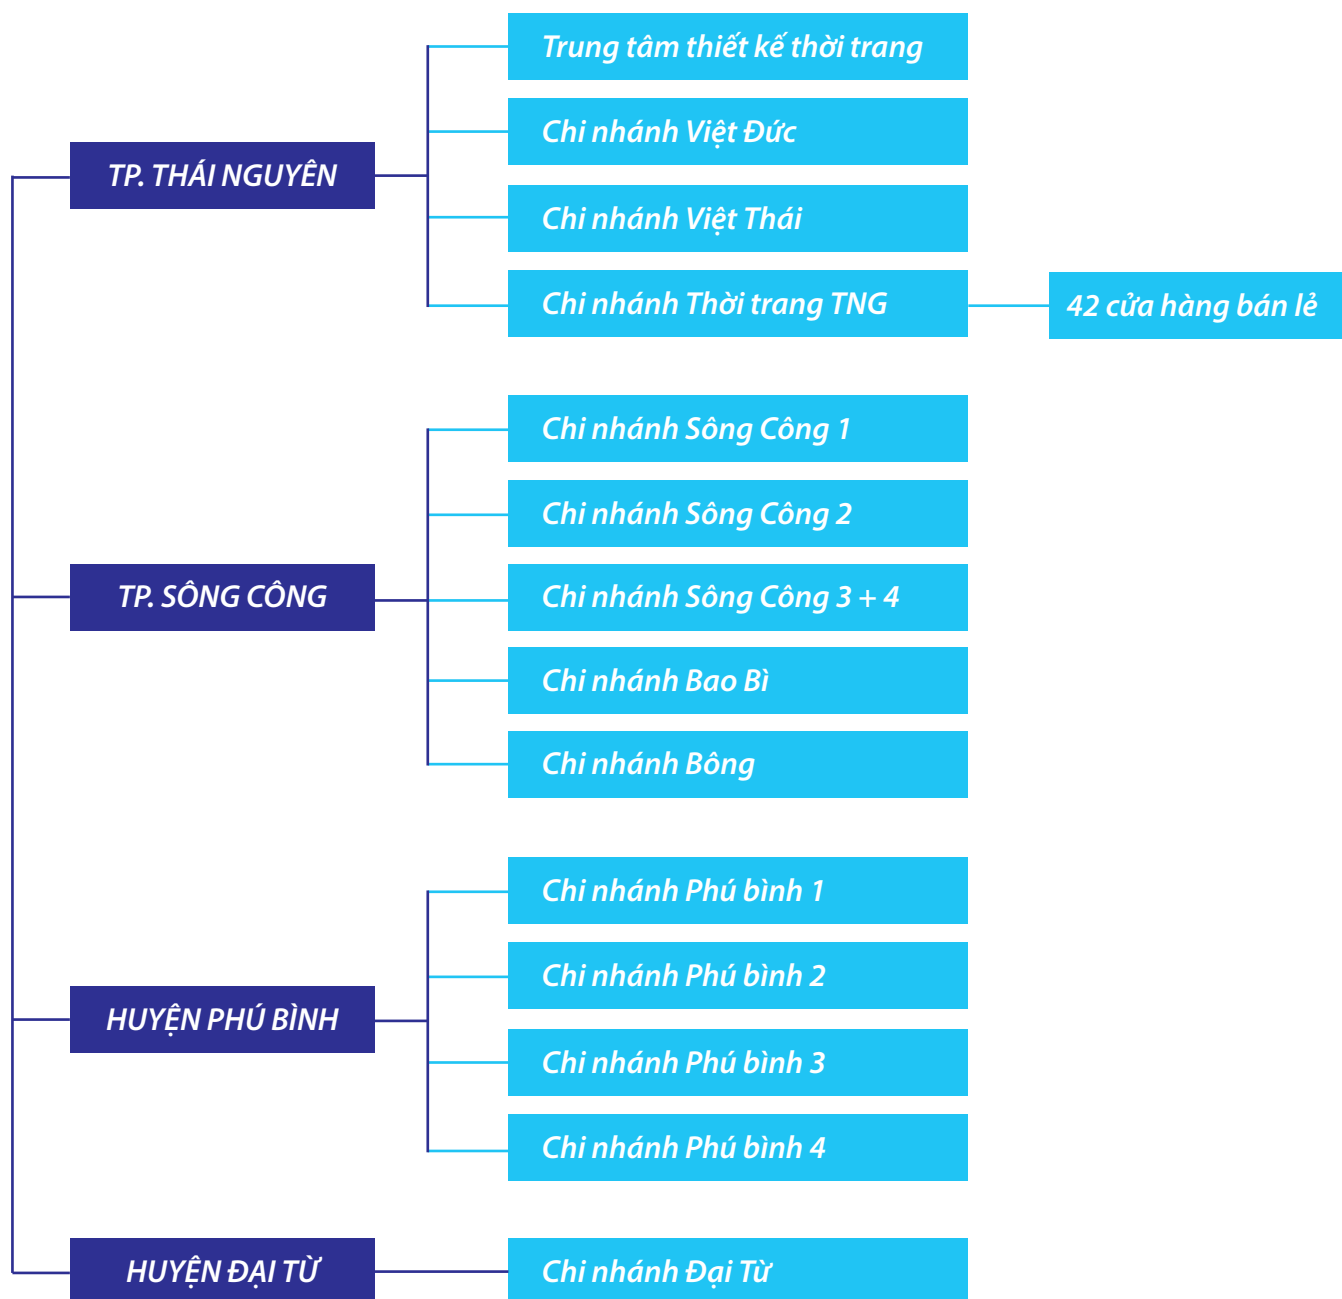 TP. THÁI NGUYÊN
Trung tâm thiết kế thời trang
Chi nhánh Việt Đức
Chi nhánh Việt Thái
Chi nhánh Thời trang TNG
42 cửa hàng bán lẻ
TP. SÔNG CÔNG
Chi nhánh Sông Công 1
Chi nhánh Sông Công 2
Chi nhánh Sông Công 3 + 4
Chi nhánh Bao Bì
Chi nhánh Bông
HUYỆN PHÚ BÌNH
Chi nhánh Phú bình 1
Chi nhánh Phú bình 2
Chi nhánh Phú bình 3
Chi nhánh Phú bình 4
HUYỆN ĐẠI TỪ
Chi nhánh Đại Từ